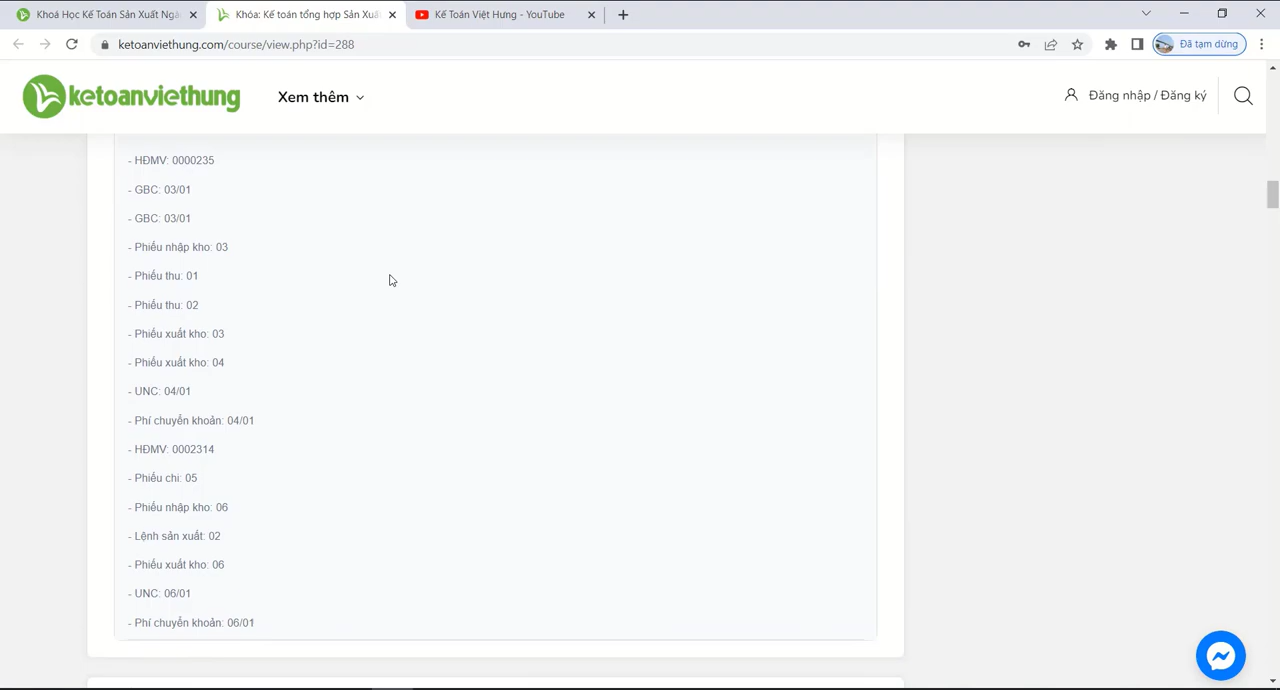 Khoá Học Kế Toán Sản Xuất Ngà
Khóa: Kế toán tổng hợp Sản Xuấ
Kế Toán Việt Hưng - YouTube
ketoanviethung.com/course/view.php?id=288
Đã tạm dừng
ketoanviethung
Xem thêm
Đăng nhập / Đăng ký
- HĐMV: 0000235
- GBC: 03/01
- GBC: 03/01
- Phiếu nhập kho: 03
- Phiếu thu: 01
- Phiếu thu: 02
- Phiếu xuất kho: 03
- Phiếu xuất kho: 04
- UNC: 04/01
- Phí chuyển khoản: 04/01
- HĐMV: 0002314
- Phiếu chi: 05
- Phiếu nhập kho: 06
- Lệnh sản xuất: 02
- Phiếu xuất kho: 06
- UNC: 06/01
- Phí chuyển khoản: 06/01